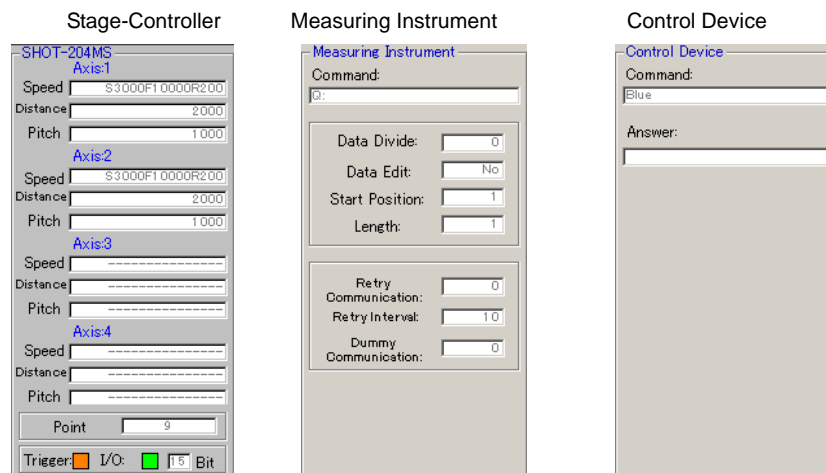 Stage-Controller
SHOT-204MS
Axis:1
Speed S3000F10000R200
Distance 2000
Pitch 1000
Axis:2
Speed S3000F10000R200
Distance 2000
Pitch 1000
Axis:3
Speed ---------------
Distance ---------------
Pitch ---------------
Axis:4
Speed ---------------
Distance ---------------
Pitch ---------------
Point 9
Trigger: I/O: 15 Bit
Measuring Instrument
Measuring Instrument
Command:
Q:
Data Divide: 0
Data Edit: No
Start Position: 1
Length: 1
Retry
Communication: 0
Retry Interval: 10
Dummy
Communication: 0
Control Device
Control Device
Command:
Blue
Answer: